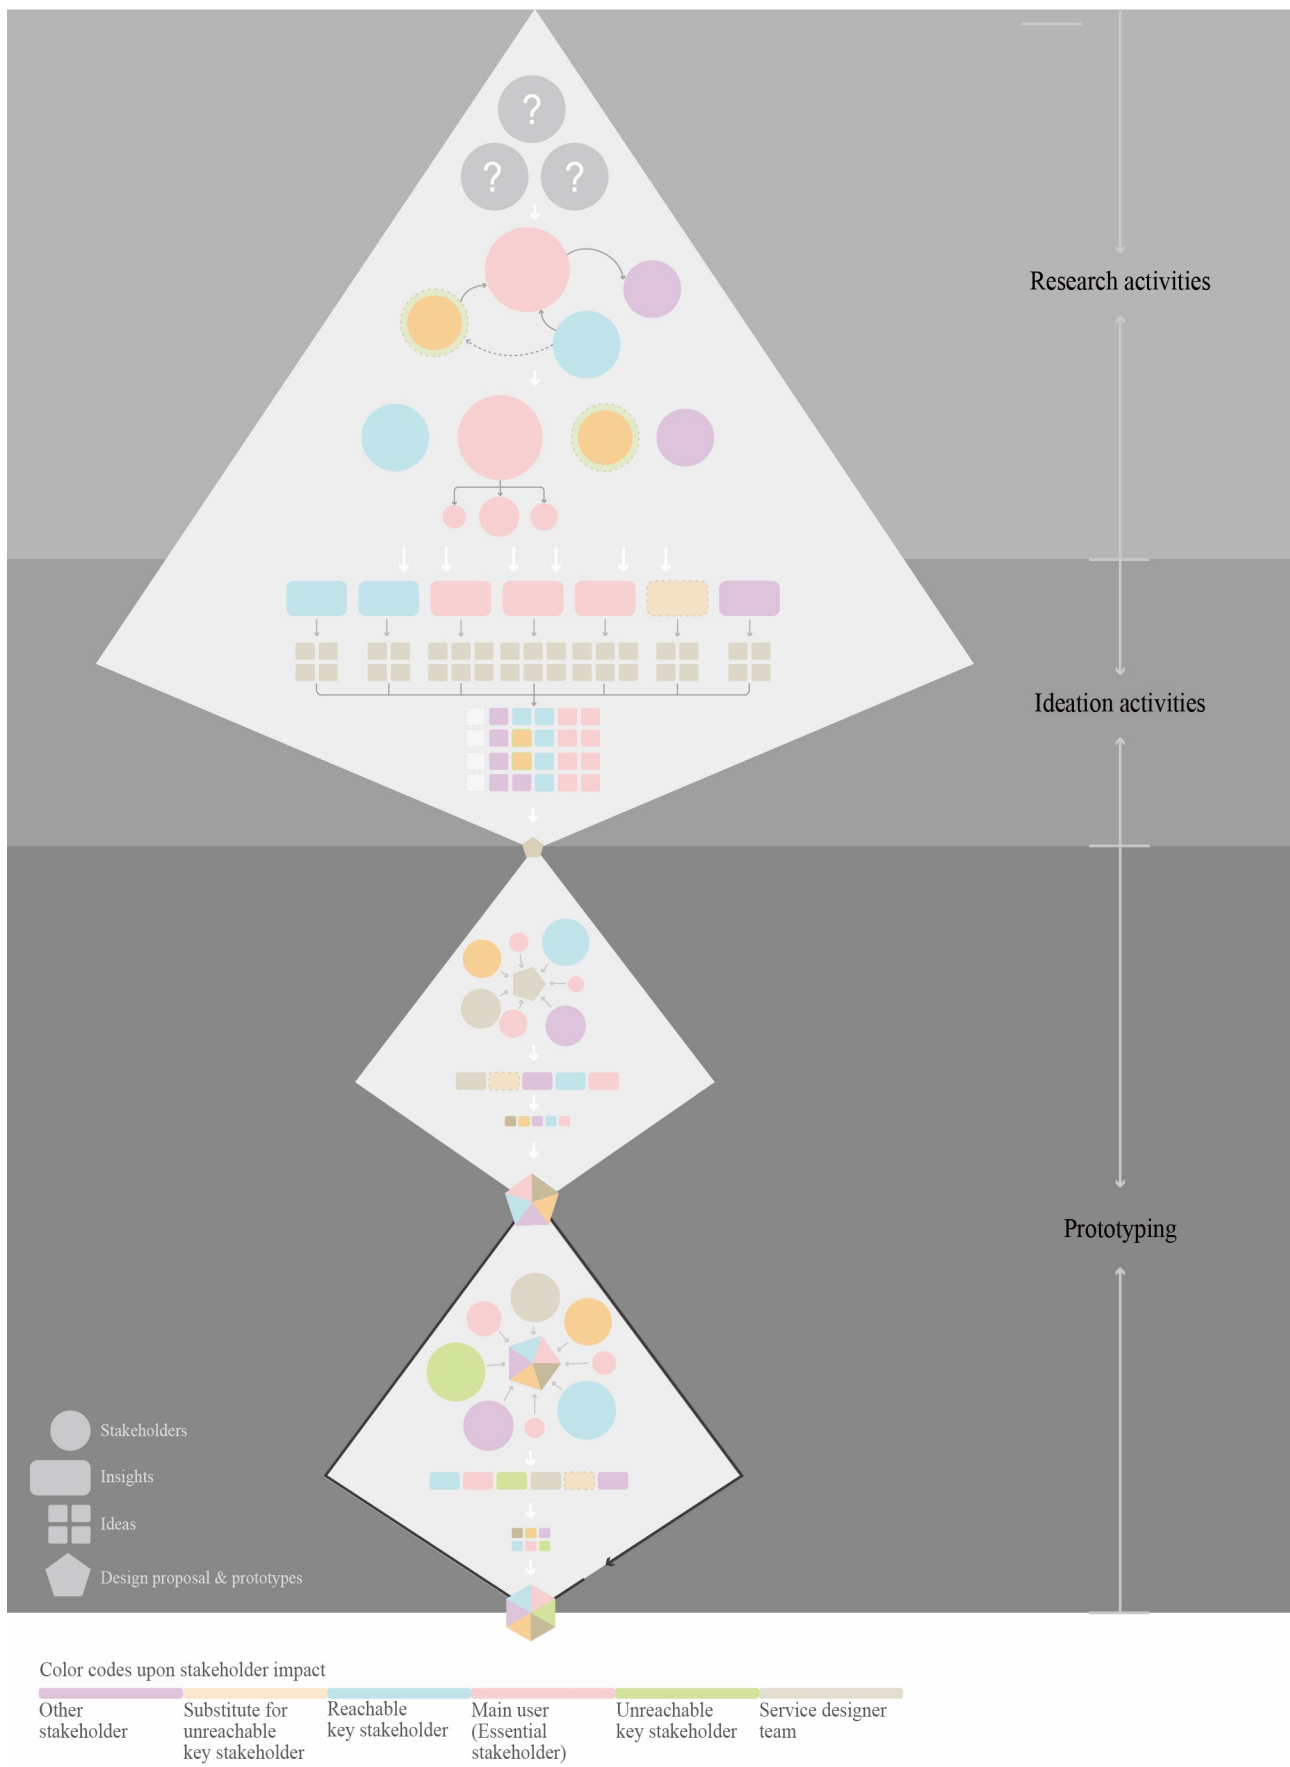 ?
? ?
Research activities
Ideation activities
Prototyping
Stakeholders
Insights
Ideas
Design proposal & prototypes
Color codes upon stakeholder impact
Other
stakeholder
Substitute for
unreachable
key stakeholder
Reachable
key stakeholder
Main user
(Essential
stakeholder)
Unreachable
key stakeholder
Service designer
team